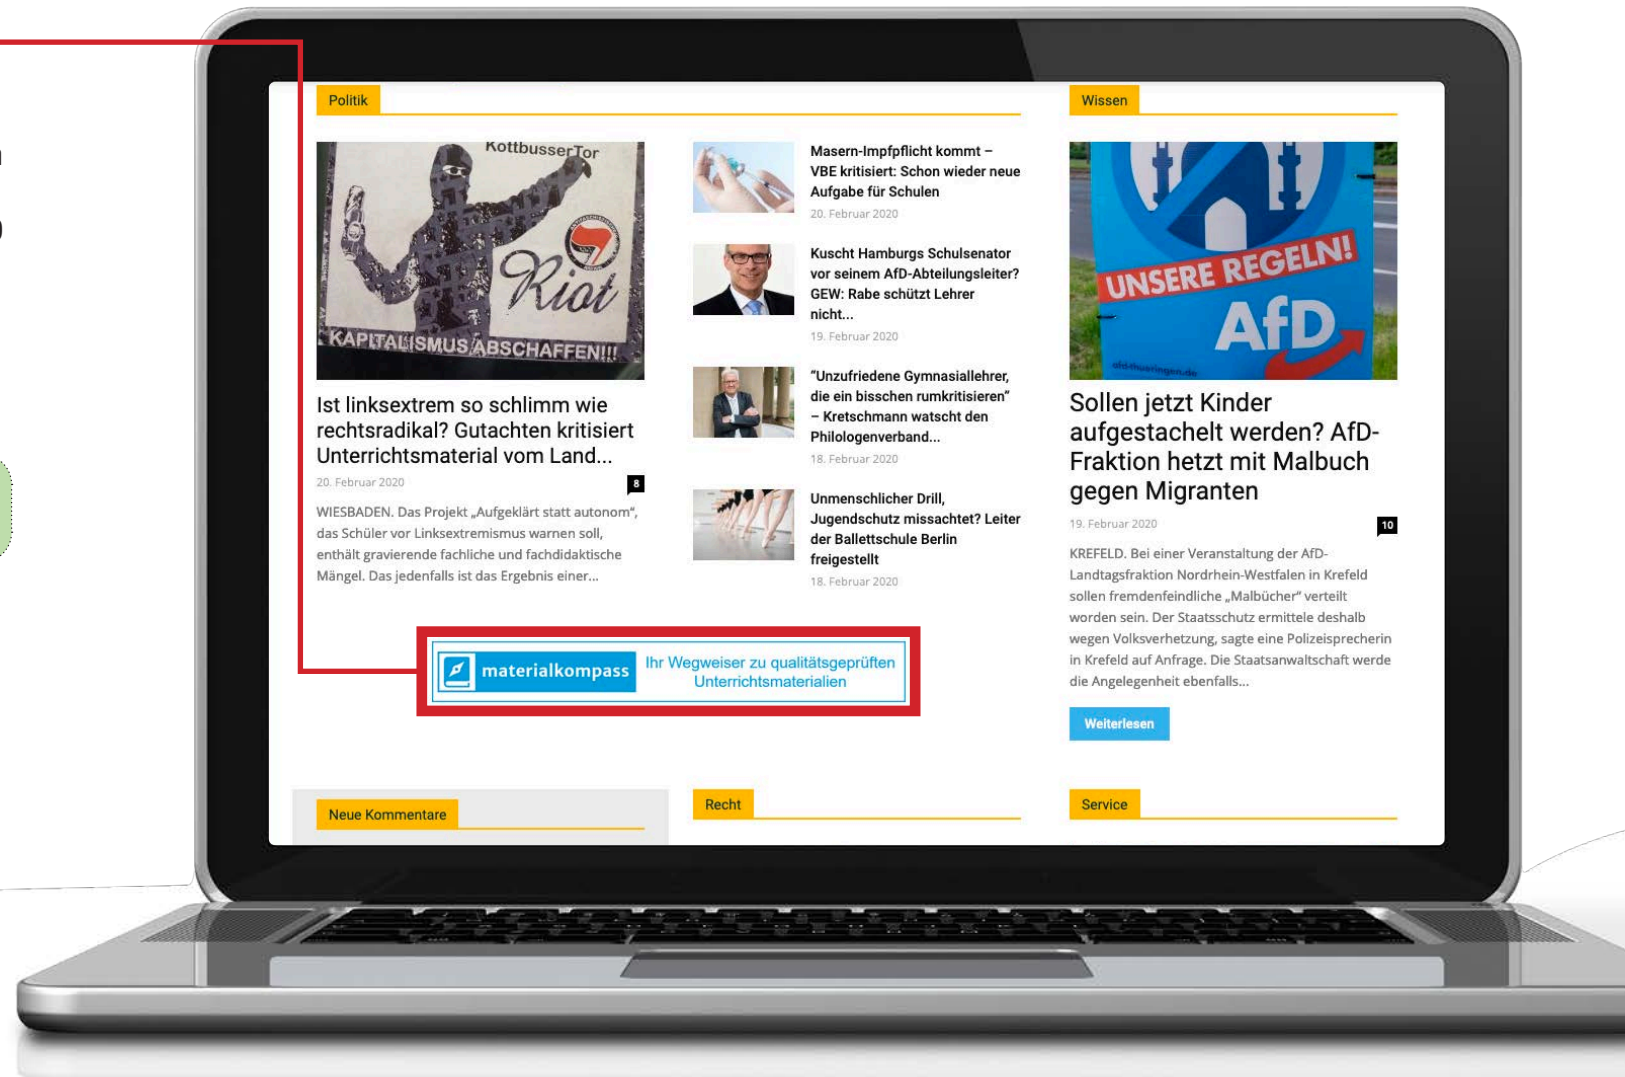 Politik
KottbusserTor
Riot
KAPITALISMUS ABSCHAFFEN!!!
Ist linksextrem so schlimm wie
rechtsradikal? Gutachten kritisiert
Unterrichtsmaterial vom Land...
20. Februar 2020
8
WIESBADEN. Das Projekt „Aufgeklärt statt autonom“,
das Schüler vor Linksextremismus warnen soll,
enthält gravierende fachliche und fachdidaktische
Mängel. Das jedenfalls ist das Ergebnis einer...
Masern-Impfpflicht kommt –
VBE kritisiert: Schon wieder neue
Aufgabe für Schulen
20. Februar 2020
Kuscht Hamburgs Schulsenator
vor seinem AfD-Abteilungsleiter?
GEW: Rabe schützt Lehrer
nicht...
19. Februar 2020
"Unzufriedene Gymnasiallehrer,
die ein bisschen rumkritisieren"
– Kretschmann watscht den
Philologenverband...
18. Februar 2020
Unmenschlicher Drill,
Jugendschutz missachtet? Leiter
der Ballettschule Berlin
freigestellt
18. Februar 2020
Wissen
UNSERE REGELN!
AfD
afd-thueringen.de
Sollen jetzt Kinder
aufgestachelt werden? AfD-
Fraktion hetzt mit Malbuch
gegen Migranten
19. Februar 2020
10
KREFELD. Bei einer Veranstaltung der AfD-
Landtagsfraktion Nordrhein-Westfalen in Krefeld
sollen fremdenfeindliche „Malbücher“ verteilt
worden sein. Der Staatsschutz ermittele deshalb
wegen Volksverhetzung, sagte eine Polizeisprecherin
in Krefeld auf Anfrage. Die Staatsanwaltschaft werde
die Angelegenheit ebenfalls...
Weiterlesen
materialkompass
Ihr Wegweiser zu qualitätsgeprüften
Unterrichtsmaterialien
Neue Kommentare
Recht
Service